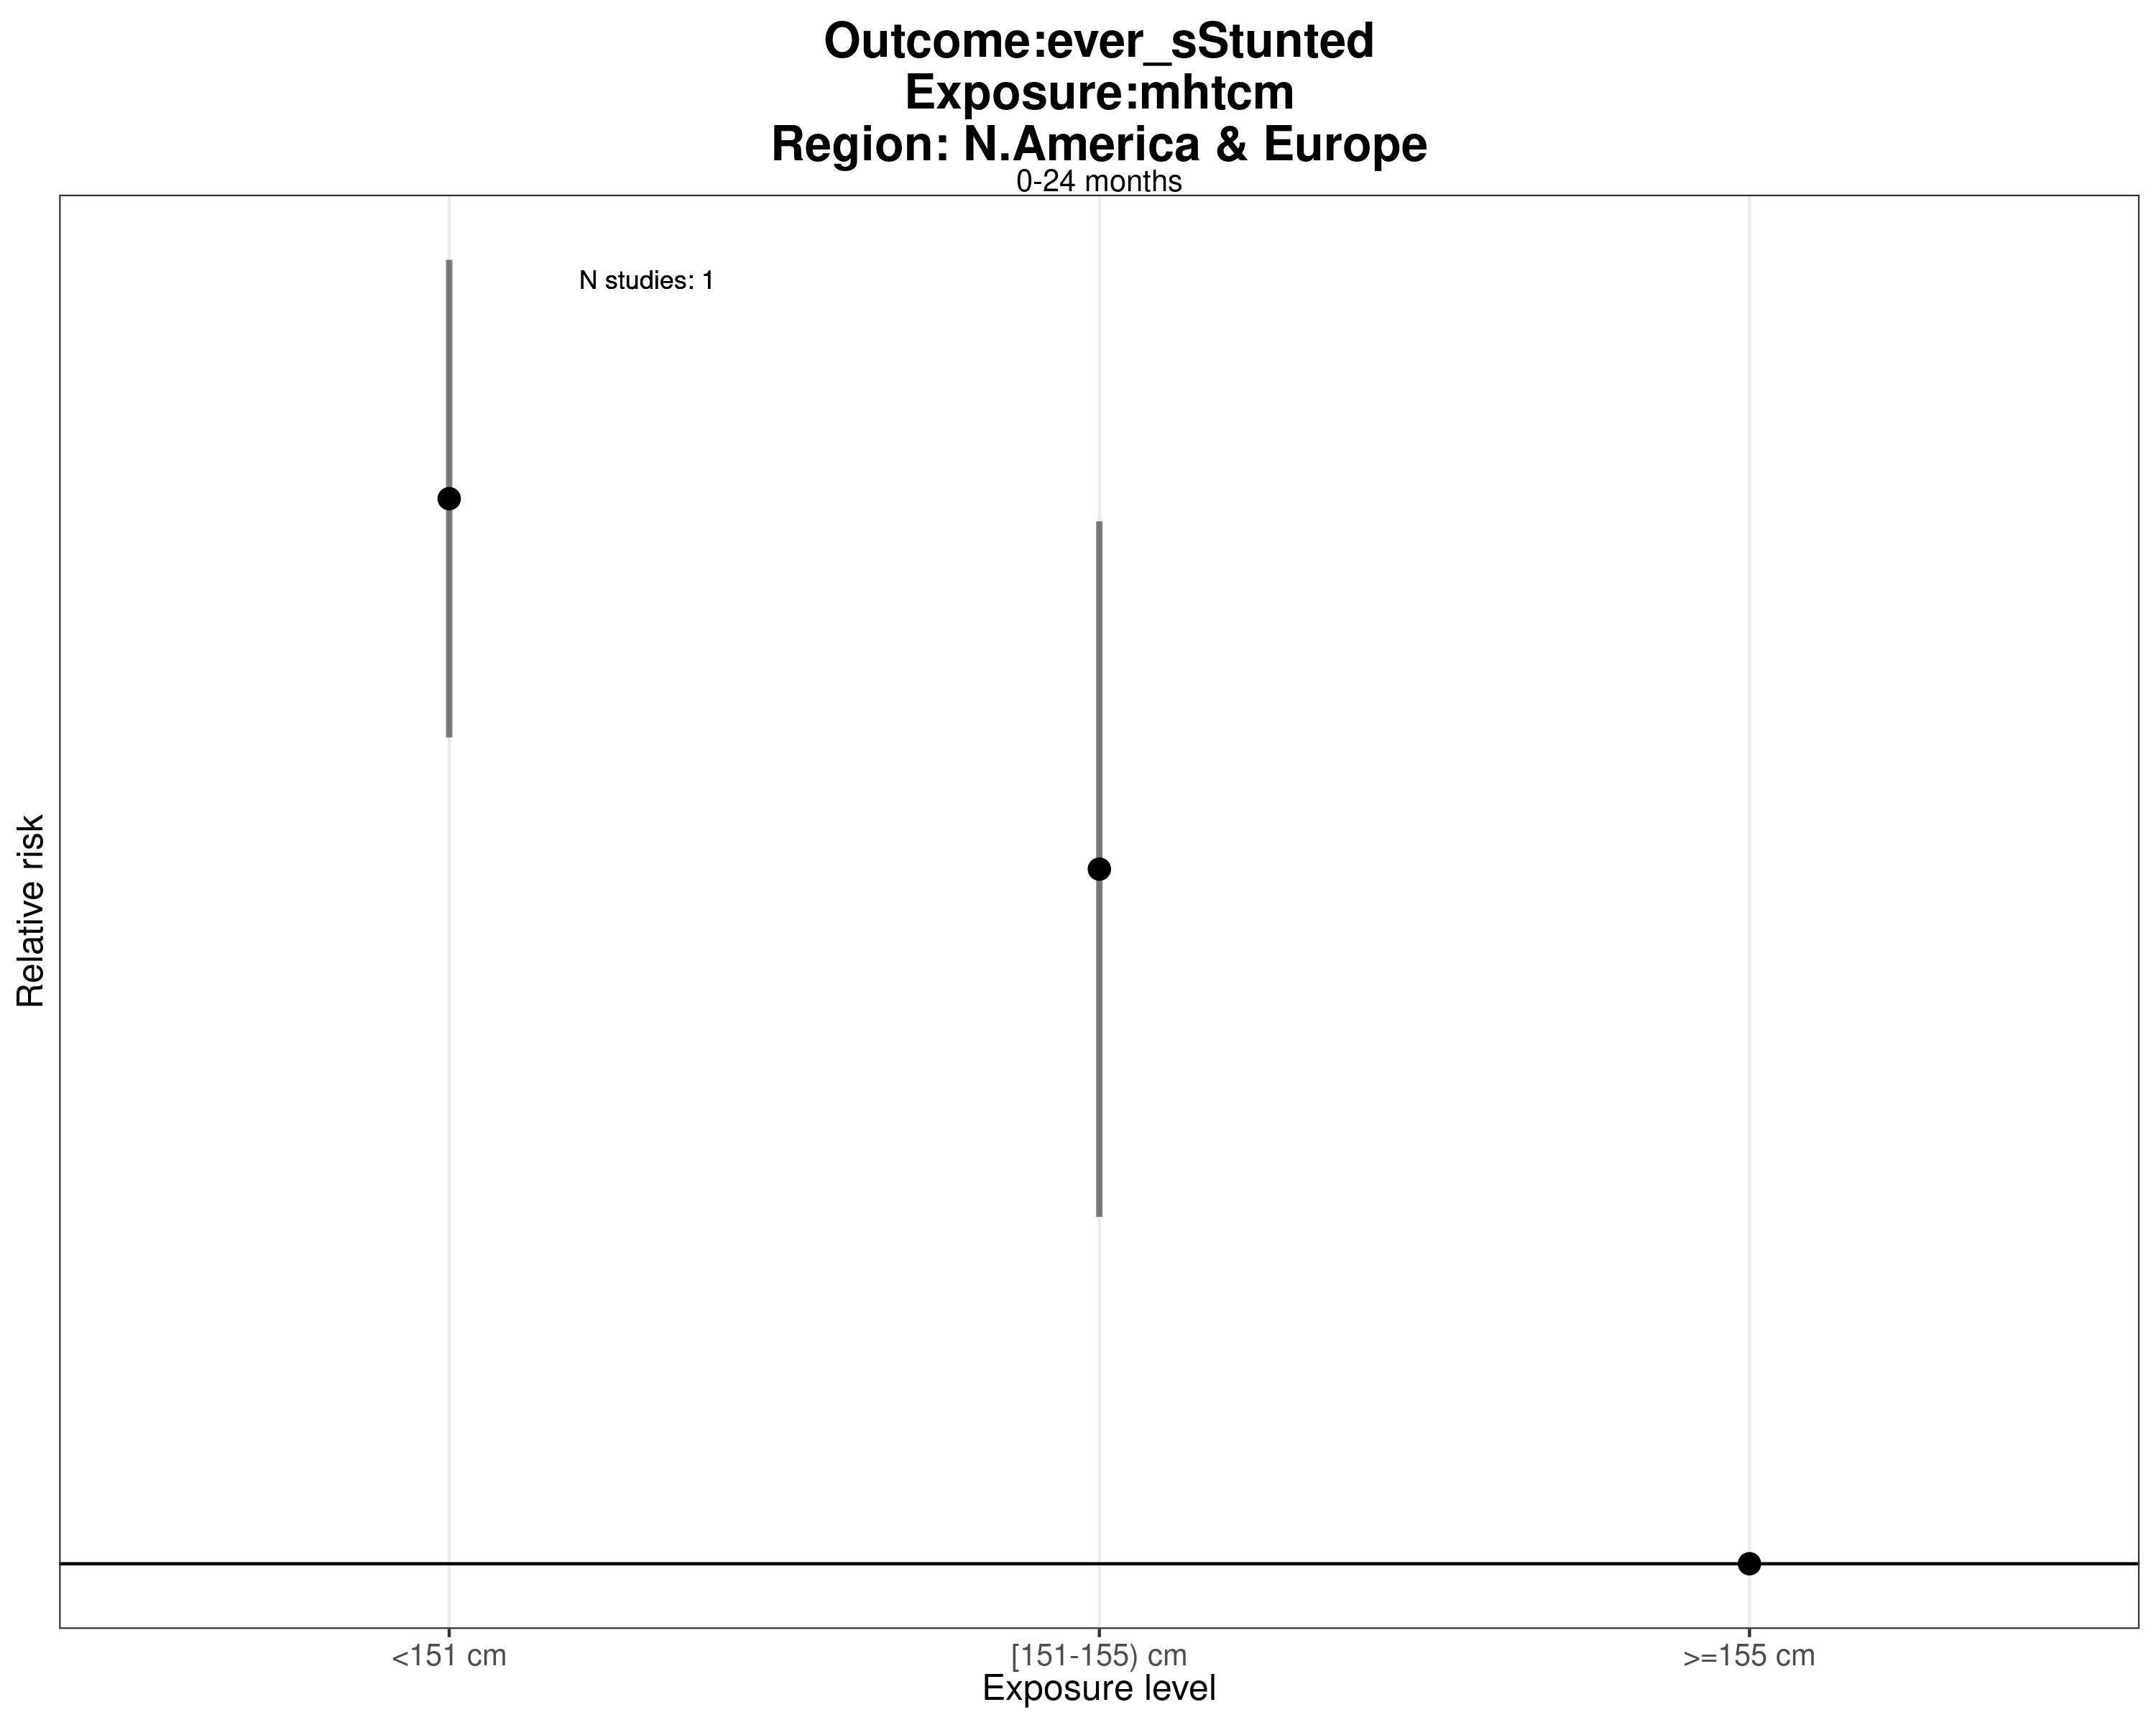 Outcome:ever_sStunted
Exposure:mhtcm
Region: N.America & Europe
0-24 months
N studies: 1
Relative risk
<151 cm
[151-155) cm
>=155 cm
Exposure level